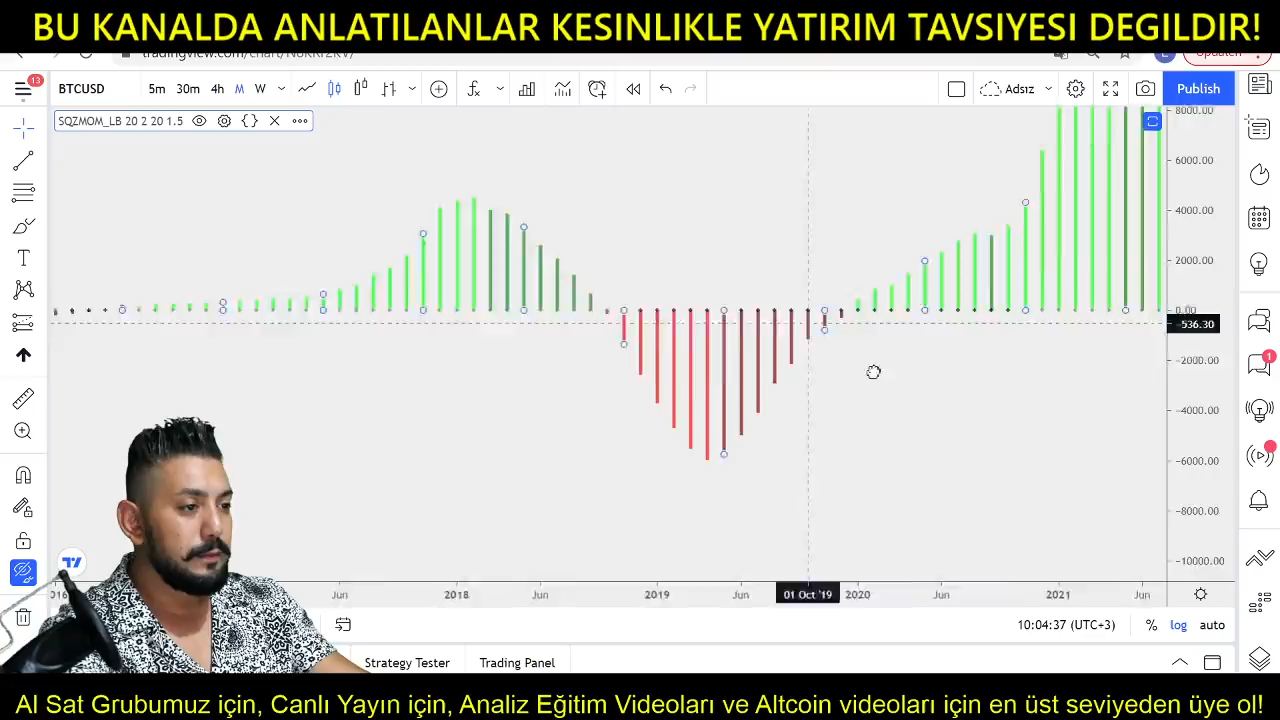 BU KANALDA ANLATILANLAR KESINLIKLE YATIRIM TAVSIYESI DEGILDIR!
13
BTCUSD 5m 30m 4h M W Adsız Publish
SQZMOM_LB 20 2 20 1.5
8000.00
6000.00
4000.00
2000.00
0.00
-536.30
-2000.00
1
-4000.00
-6000.00
-8000.00
-10000.00
Jun 2018 Jun 2019 Jun 01 Oct '19 2020 Jun 2021 Jun
10:04:37 (UTC+3) % log auto
Strategy Tester Trading Panel
Al Sat Grubumuz için, Canlı Yayın için, Analiz Eğitim Videoları ve Altcoin videoları için en üst seviyeden üye ol!